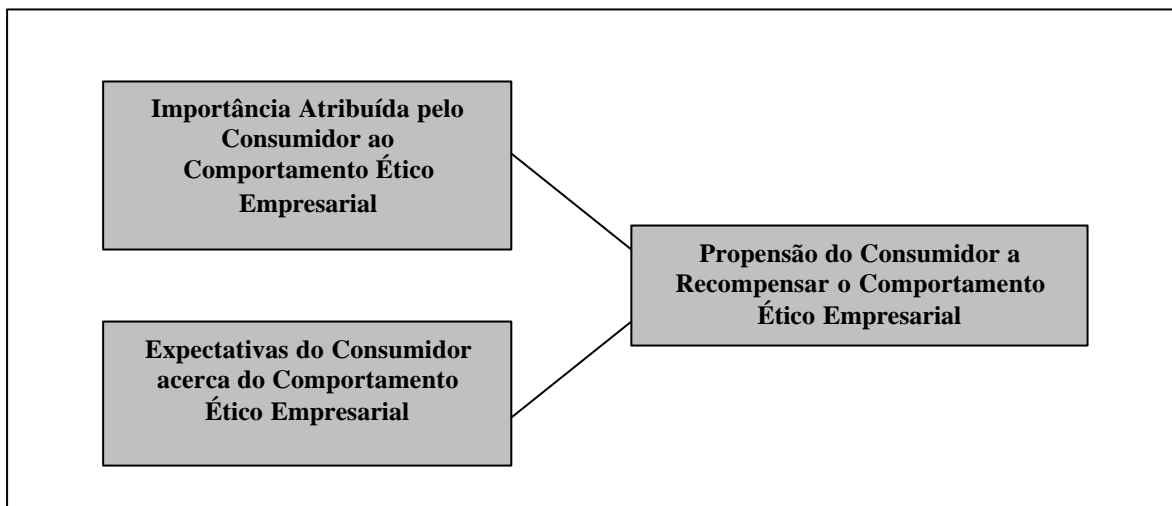 Importância Atribuída pelo
Consumidor ao
Comportamento Ético
Empresarial
Expectativas do Consumidor
acerca do Comportamento
Ético Empresarial
Propensão do Consumidor a
Recompensar o Comportamento
Ético Empresarial